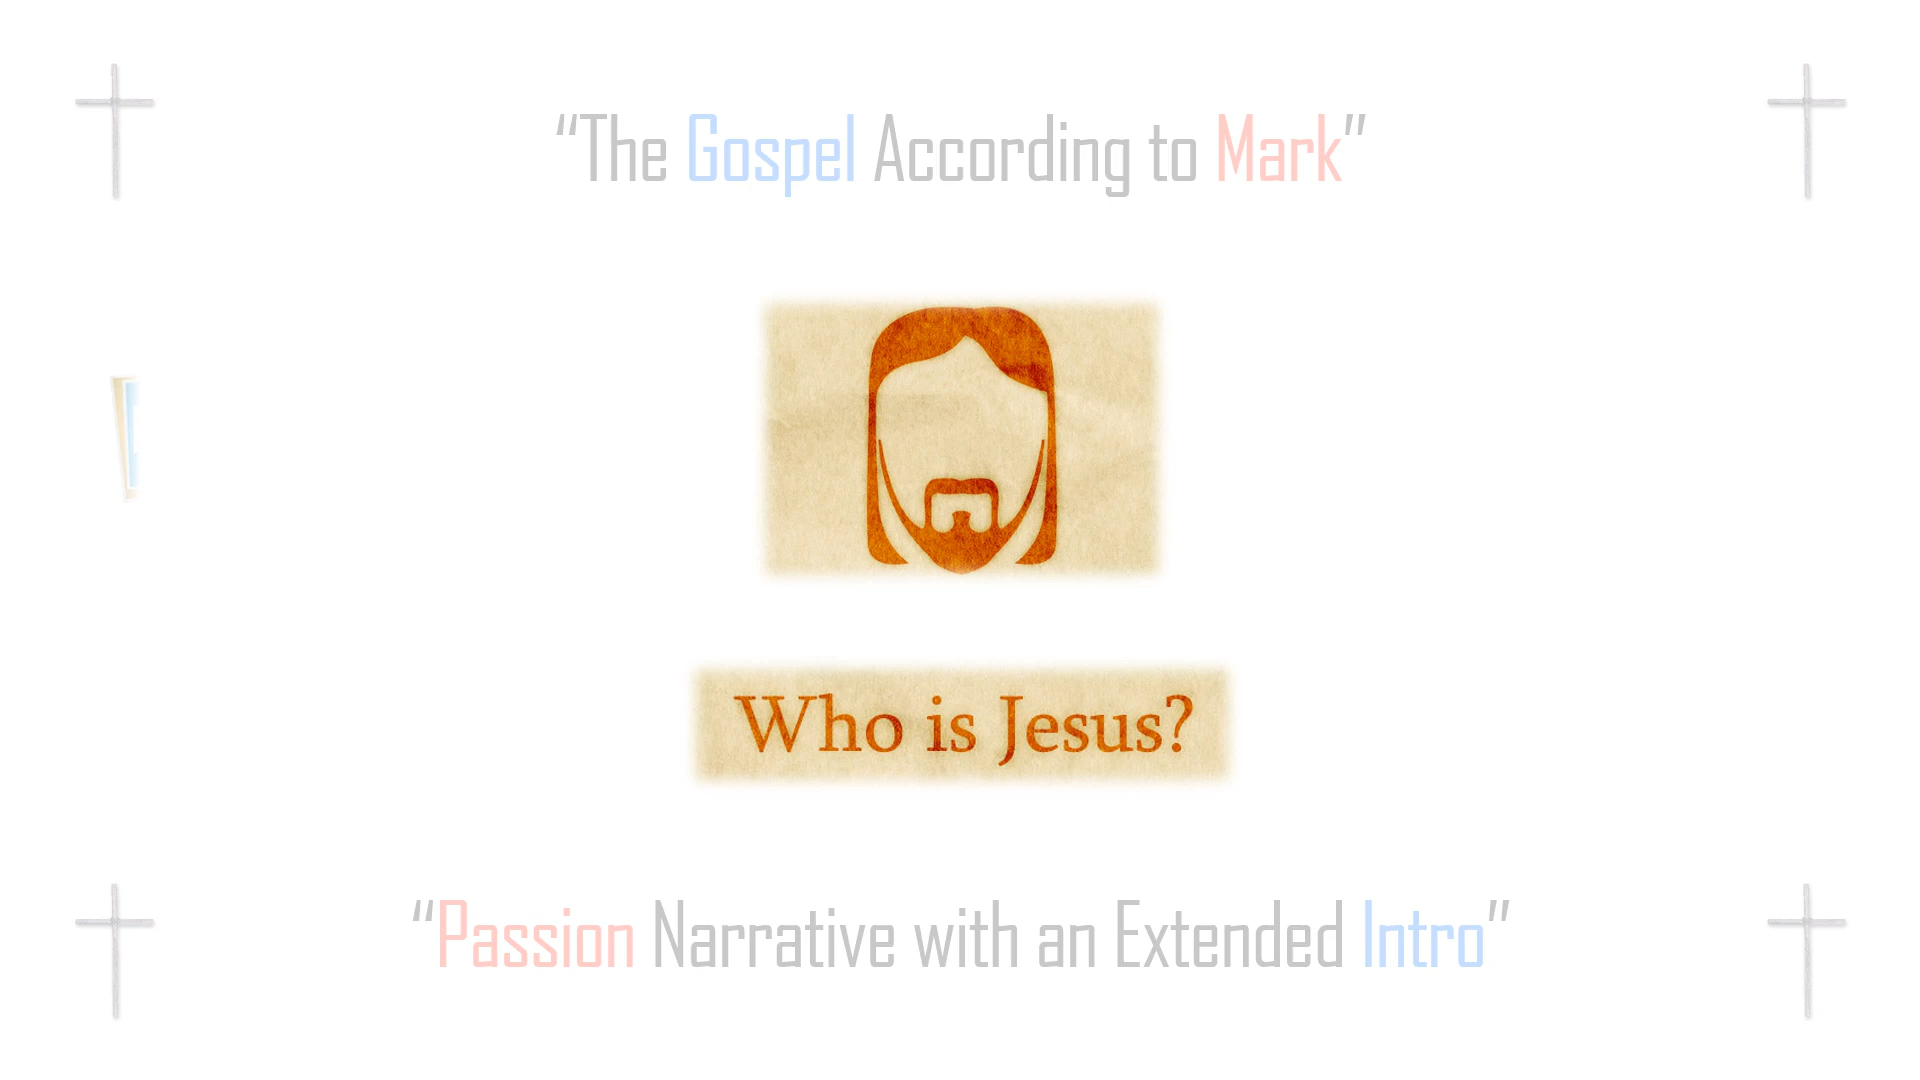 “The Gospel According to Mark”
Who is Jesus?
“Passion Narrative with an Extended Intro”